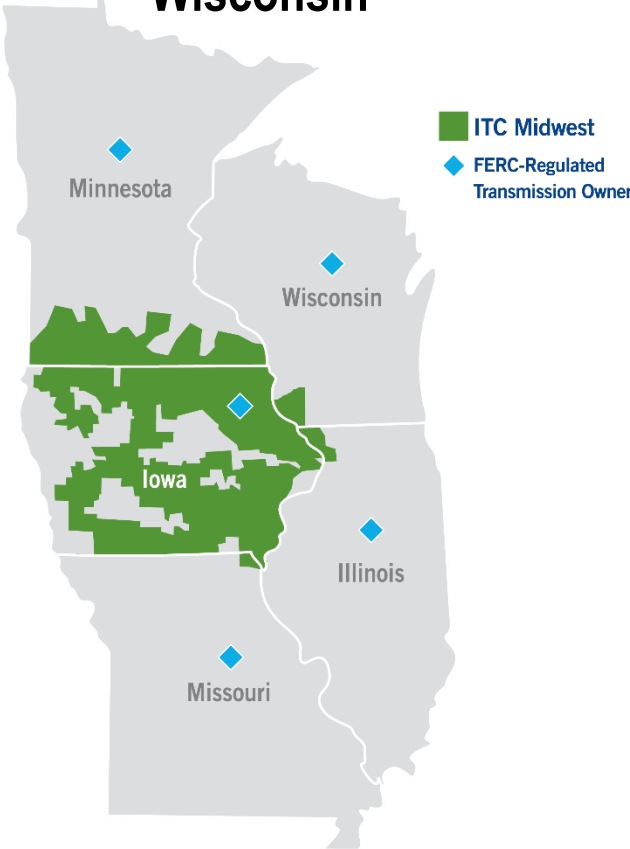 Wisconsin
ITC Midwest
FERC-Regulated
Transmission Owner
Minnesota
Wisconsin
Iowa
Illinois
Missouri